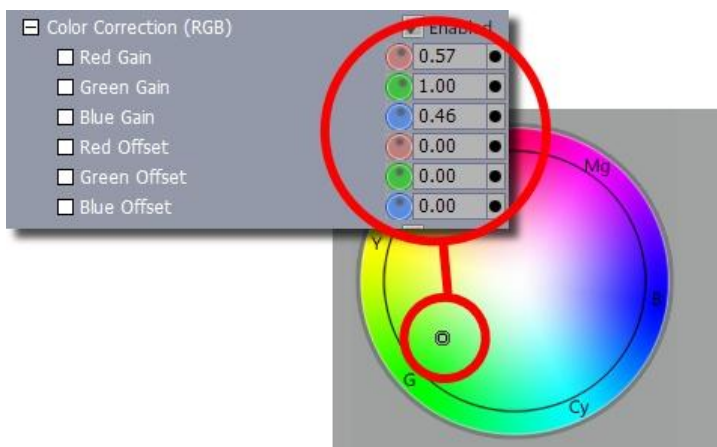 Color Correction (RGB) Enabled
Red Gain 0.57
Green Gain 1.00
Blue Gain 0.46
Red Offset 0.00
Green Offset 0.00
Blue Offset 0.00
Mg
Y
B
G
Cy